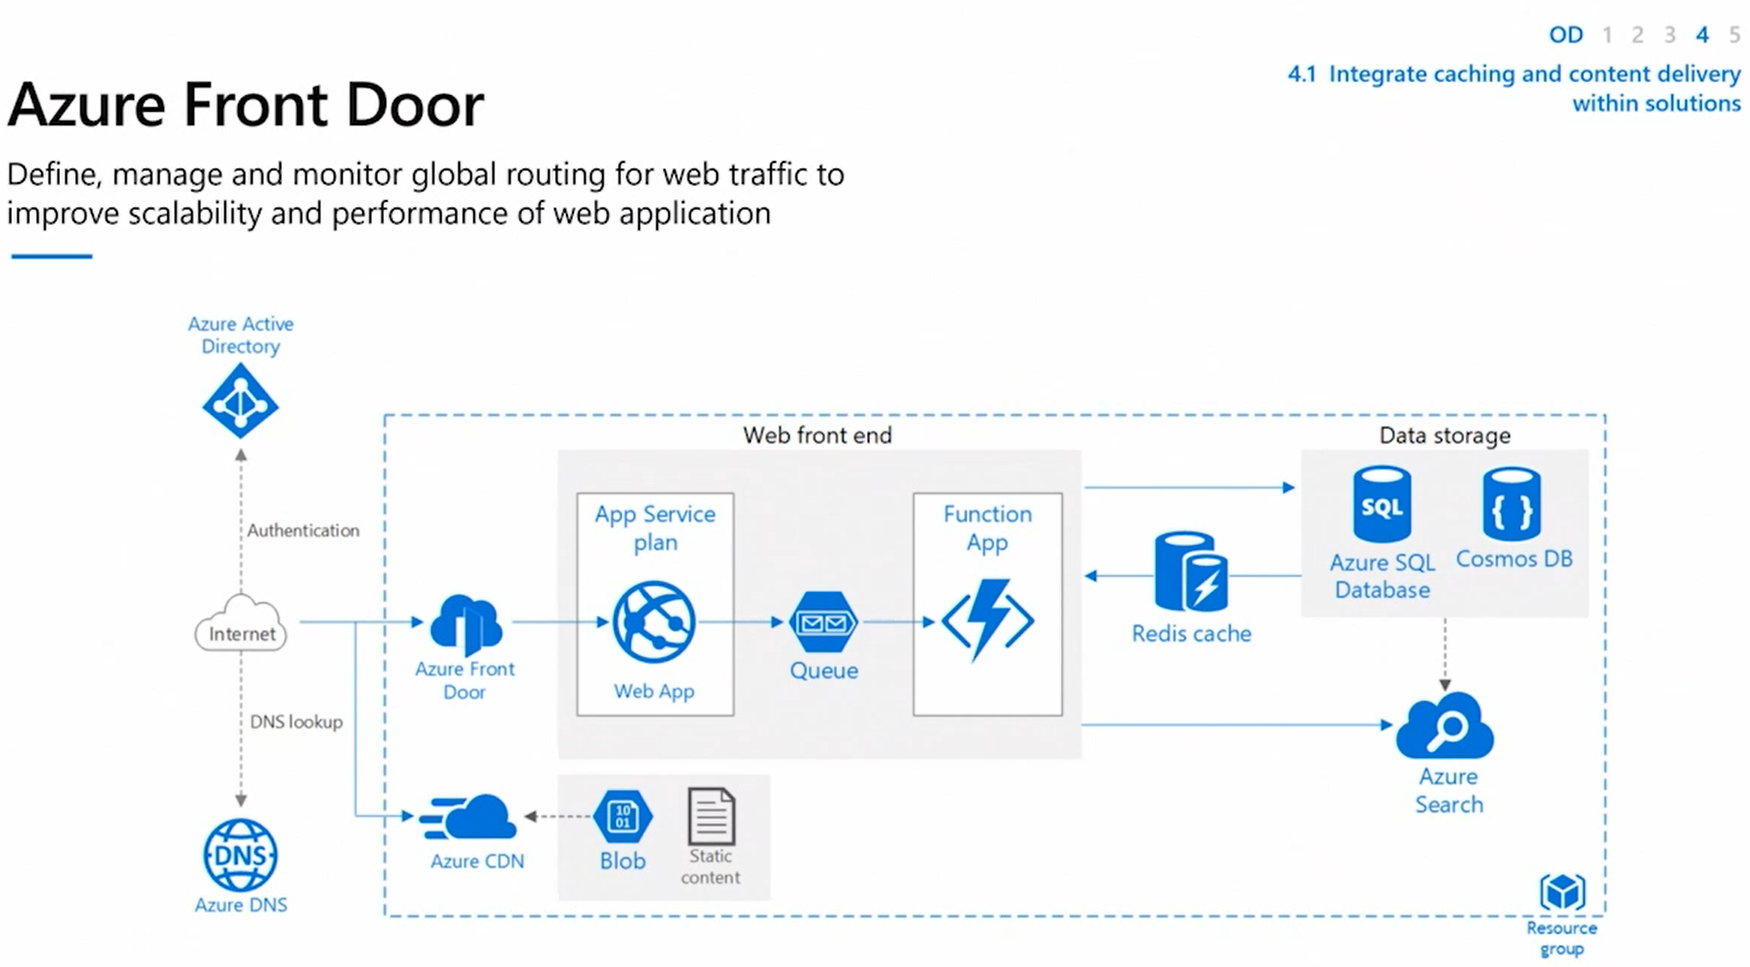 OD 1 2 3 4 5
4.1 Integrate caching and content delivery
within solutions
Azure Front Door
Define, manage and monitor global routing for web traffic to
improve scalability and performance of web application
Azure Active
Directory
Authentication
Internet
DNS lookup
DNS
Azure DNS
Azure Front
Door
Azure CDN
Web front end
App Service
plan
Web App
Queue
Function
App
10
01
Blob
Static
content
Redis cache
Data storage
SQL
Azure SQL
Database
{ }
Cosmos DB
Azure
Search
Resource
group